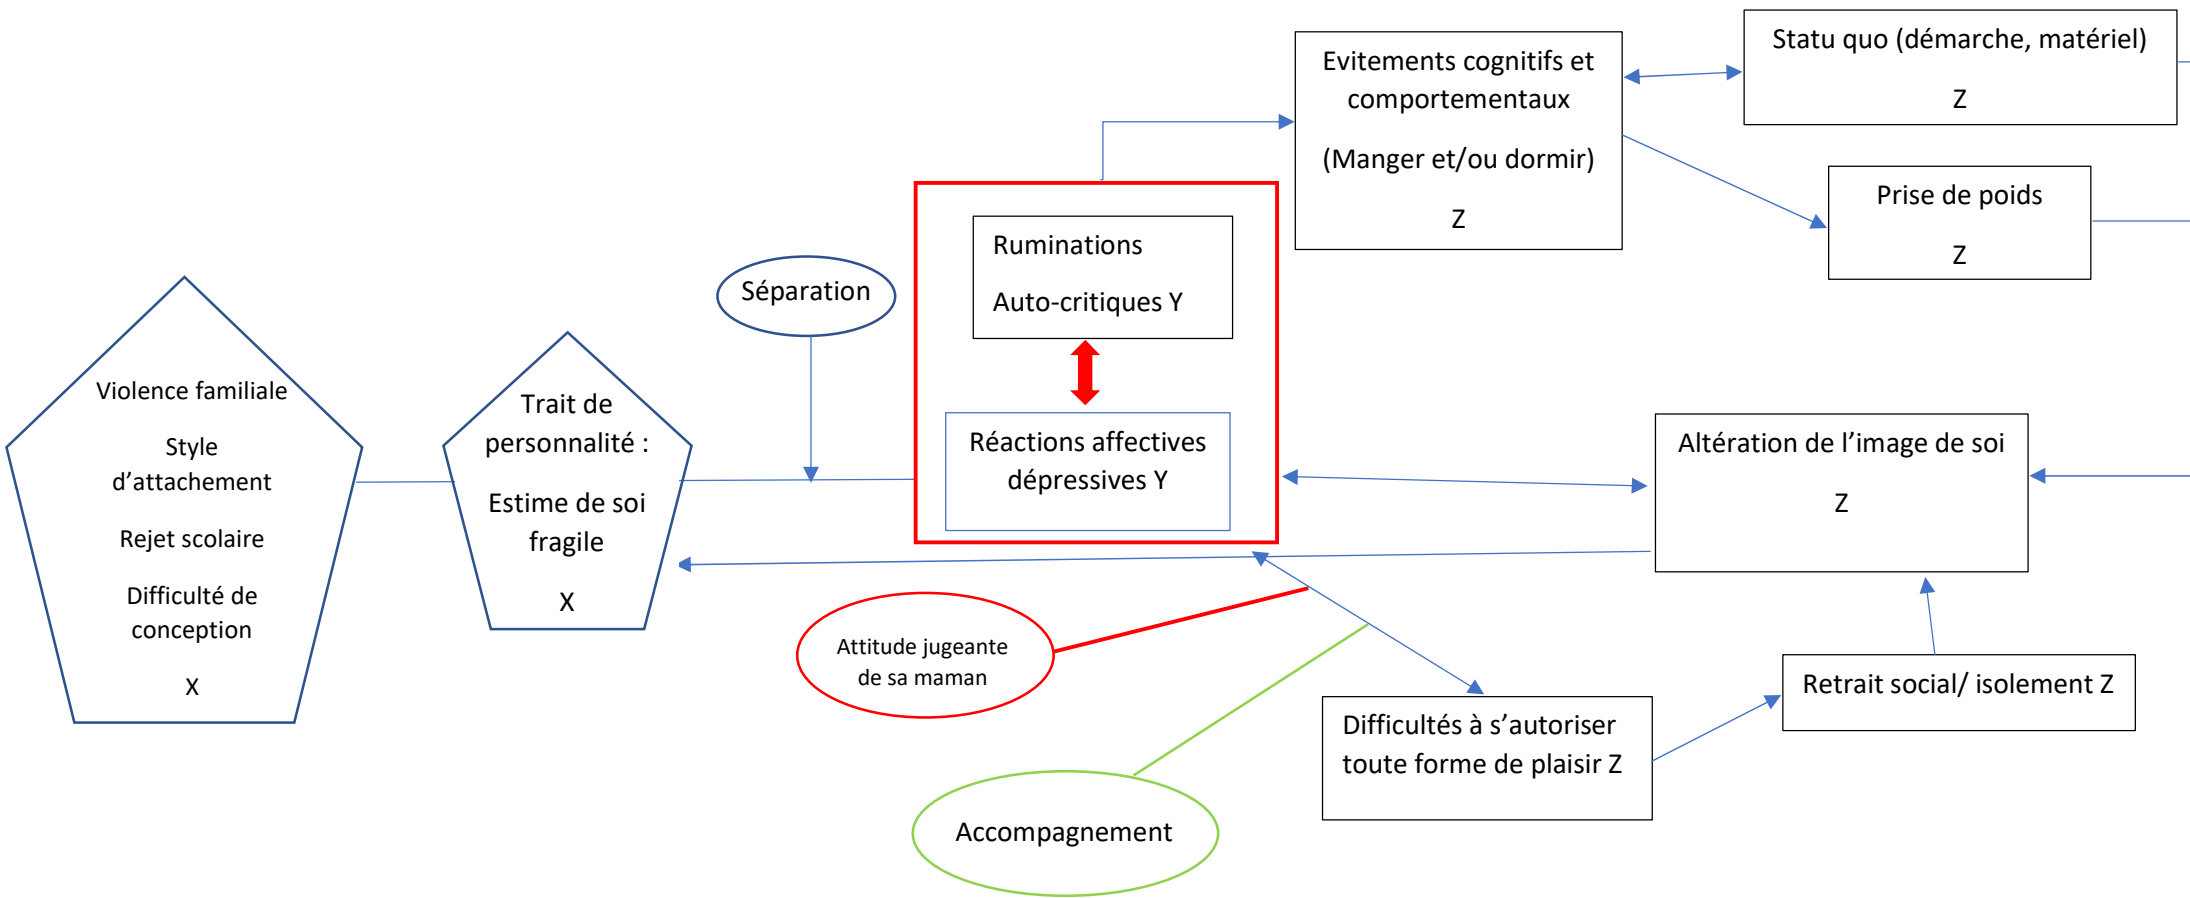 Violence familiale
Style
d’attachement
Rejet scolaire
Difficulté de
conception
X
Trait de
personnalité :
Estime de soi
fragile
X
Séparation
Ruminations
Auto-critiques Y
Réactions affectives
dépressives Y
Evitements cognitifs et
comportementaux
(Manger et/ou dormir)
Z
Statu quo (démarche, matériel)
Z
Prise de poids
Z
Altération de l’image de soi
Z
Retrait social/ isolement Z
Difficultés à s’autoriser
toute forme de plaisir Z
Attitude jugeante
de sa maman
Accompagnement